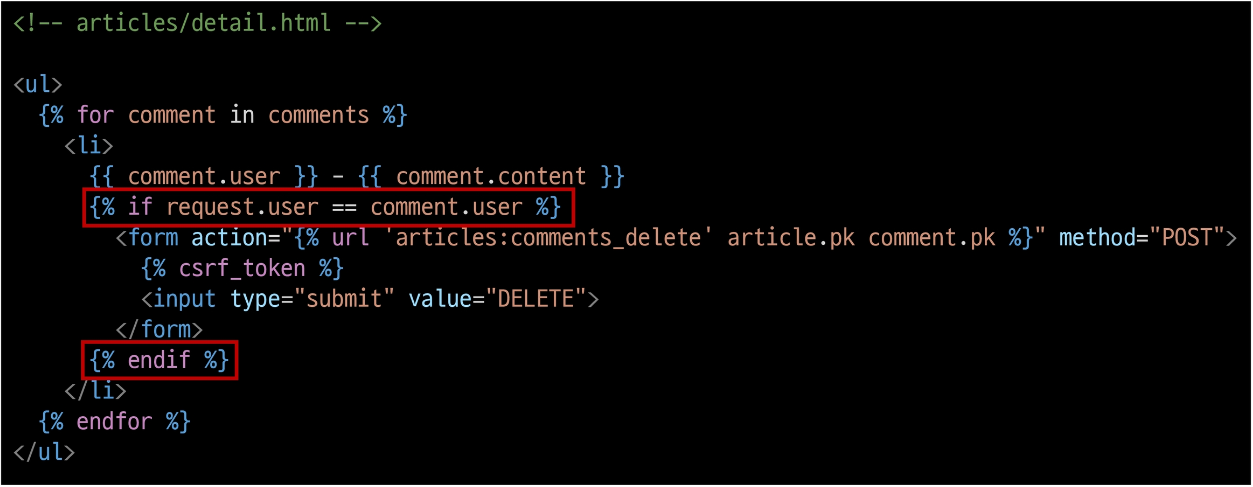 <!-- articles/detail.html -->
<ul>
{% for comment in comments %}
<li>
{{ comment.user }} - {{ comment.content }}
{% if request.user == comment.user %}
<form action="{% url 'articles:comments_delete' article.pk comment.pk %}" method="POST">
{% csrf_token %}
<input type="submit" value="DELETE">
</form>
{% endif %}
</li>
{% endfor %}
</ul>